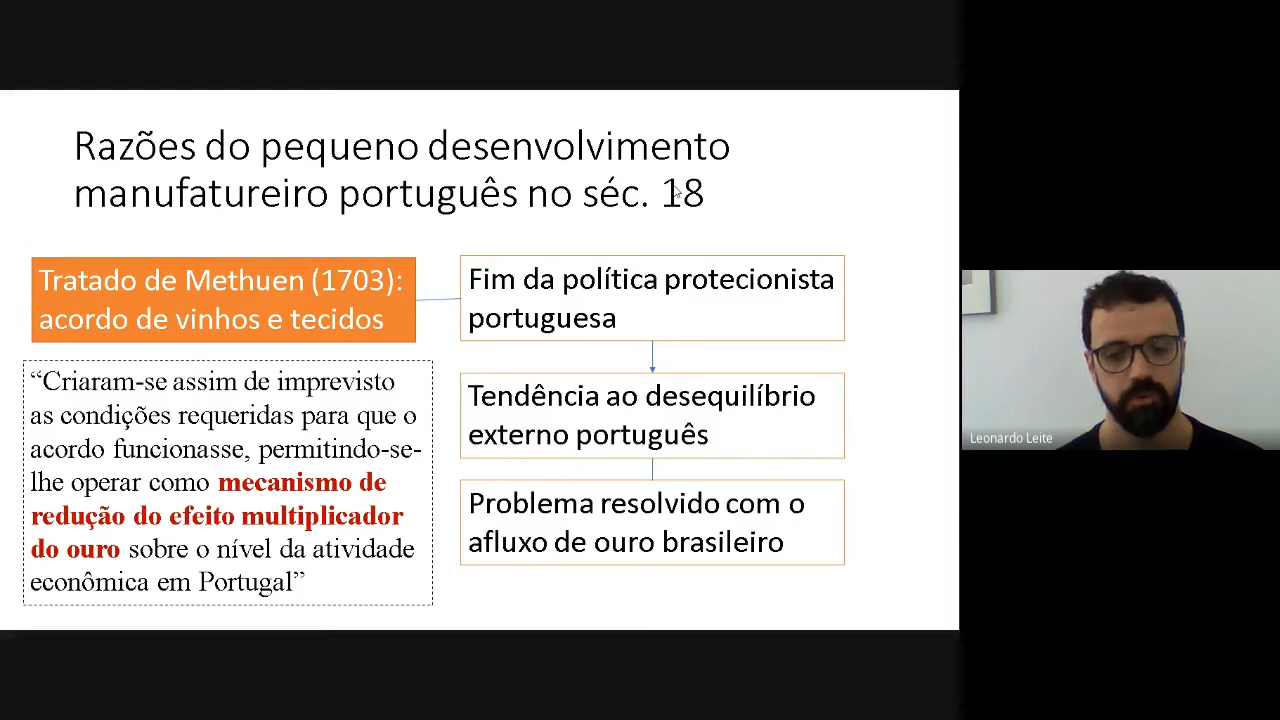 Razões do pequeno desenvolvimento
manufatureiro português no séc. 18
Tratado de Methuen (1703):
acordo de vinhos e tecidos
Fim da política protecionista
portuguesa
“Criaram-se assim de imprevisto
as condições requeridas para que o
acordo funcionasse, permitindo-se-
lhe operar como mecanismo de
redução do efeito multiplicador
do ouro sobre o nível da atividade
econômica em Portugal”
Tendência ao desequilíbrio
externo português
Problema resolvido com o
afluxo de ouro brasileiro
Leonardo Leite